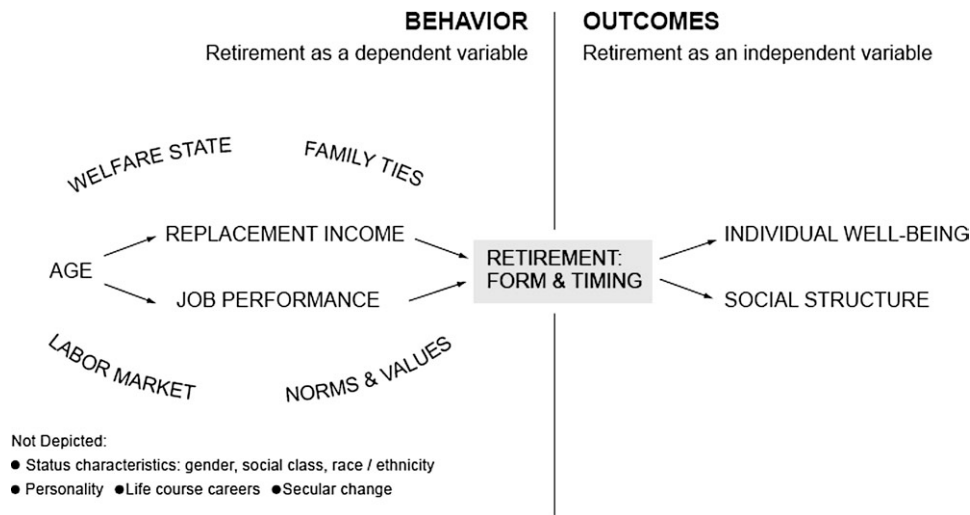 BEHAVIOR
Retirement as a dependent variable
OUTCOMES
Retirement as an independent variable
WELFARE STATE
FAMILY TIES
REPLACEMENT INCOME
AGE
JOB PERFORMANCE
RETIREMENT:
FORM & TIMING
INDIVIDUAL WELL-BEING
SOCIAL STRUCTURE
LABOR MARKET
NORMS & VALUES
Not Depicted:
● Status characteristics: gender, social class, race / ethnicity
● Personality ●Life course careers ●Secular change